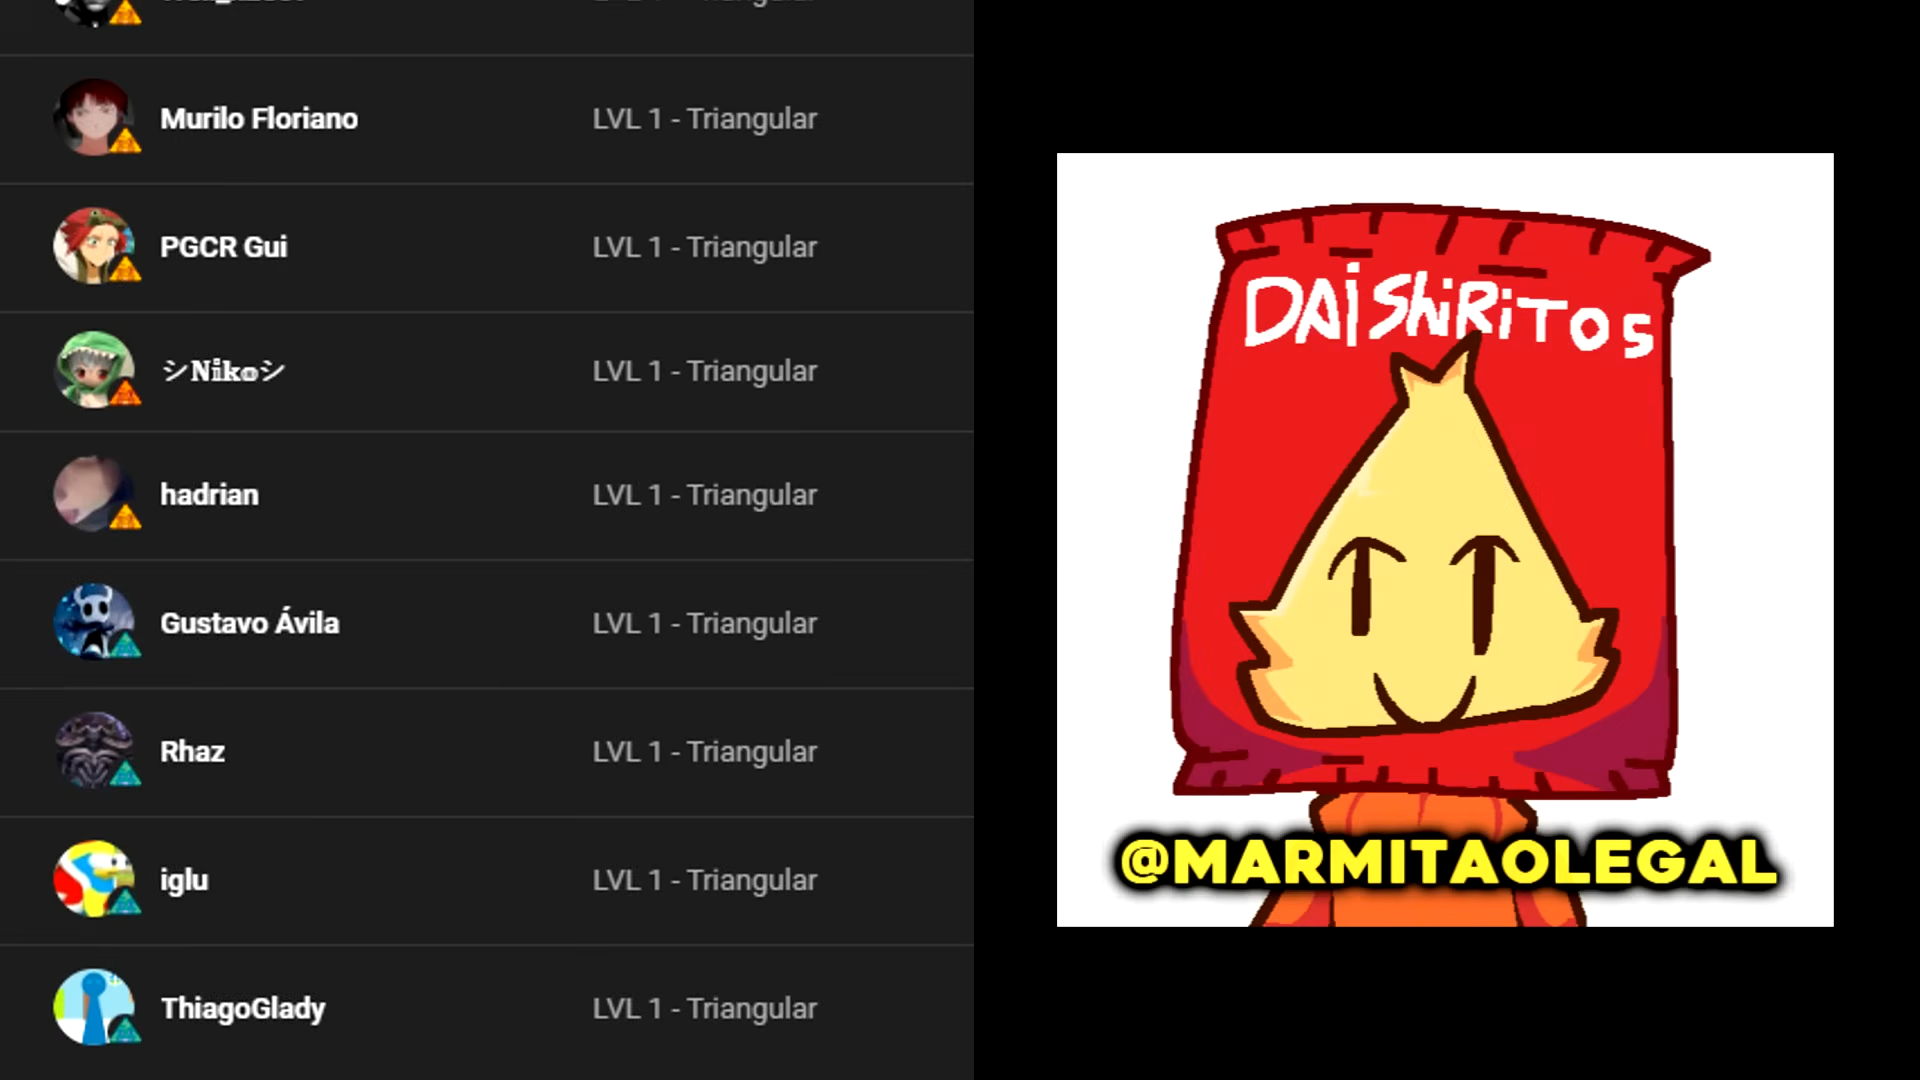 Murilo Floriano LVL 1 - Triangular
PGCR Gui LVL 1 - Triangular
シNikoシ LVL 1 - Triangular
hadrian LVL 1 - Triangular
Gustavo Ávila LVL 1 - Triangular
Rhaz LVL 1 - Triangular
iglu LVL 1 - Triangular
ThiagoGlady LVL 1 - Triangular
DAiShiRiTOS
@MARMITAOLEGAL